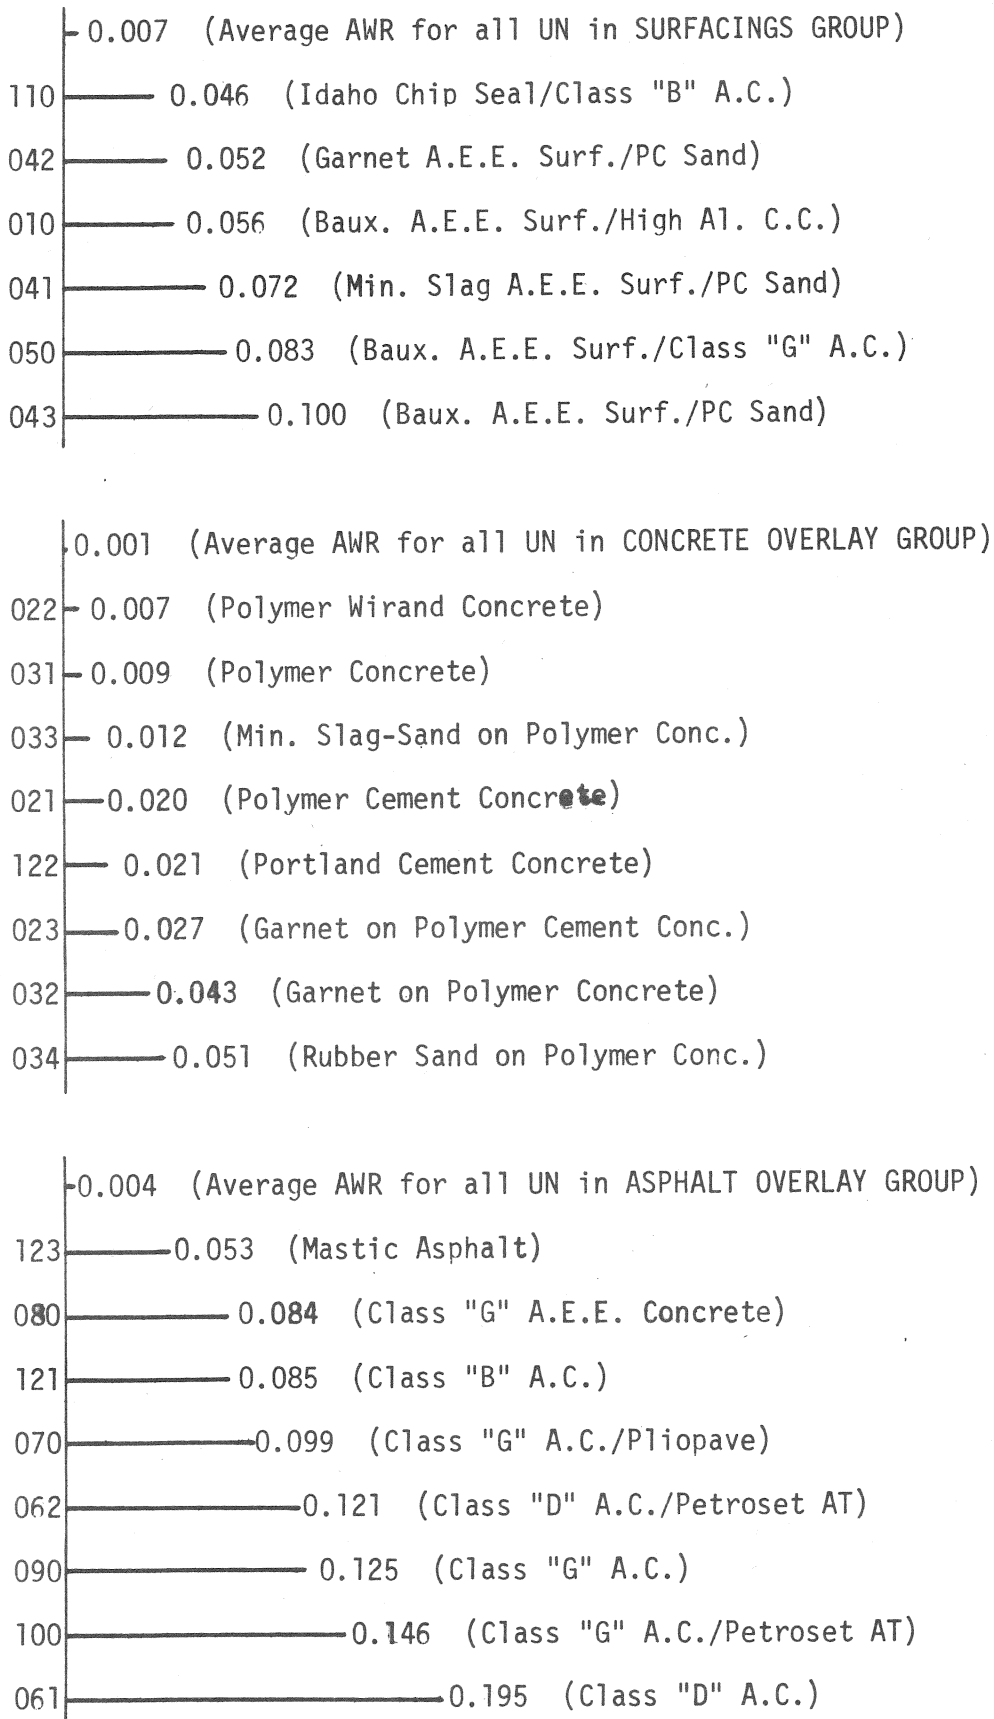 0.007 (Average AWR for all UN in SURFACINGS GROUP)
110 0.046 (Idaho Chip Seal/Class "B" A.C.)
042 0.052 (Garnet A.E.E. Surf./PC Sand)
010 0.056 (Baux. A.E.E. Surf./High Al. C.C.)
041 0.072 (Min. Slag A.E.E. Surf./PC Sand)
050 0.083 (Baux. A.E.E. Surf./Class "G" A.C.)
043 0.100 (Baux. A.E.E. Surf./PC Sand)
0.001 (Average AWR for all UN in CONCRETE OVERLAY GROUP)
022 0.007 (Polymer Wirand Concrete)
031 0.009 (Polymer Concrete)
033 0.012 (Min. Slag-Sand on Polymer Conc.)
021 0.020 (Polymer Cement Concrete)
122 0.021 (Portland Cement Concrete)
023 0.027 (Garnet on Polymer Cement Conc.)
032 0.043 (Garnet on Polymer Concrete)
034 0.051 (Rubber Sand on Polymer Conc.)
0.004 (Average AWR for all UN in ASPHALT OVERLAY GROUP)
123 0.053 (Mastic Asphalt)
080 0.084 (Class "G" A.E.E. Concrete)
121 0.085 (Class "B" A.C.)
070 0.099 (Class "G" A.C./Pliopave)
062 0.121 (Class "D" A.C./Petroset AT)
090 0.125 (Class "G" A.C.)
100 0.146 (Class "G" A.C./Petroset AT)
061 0.195 (Class "D" A.C.)